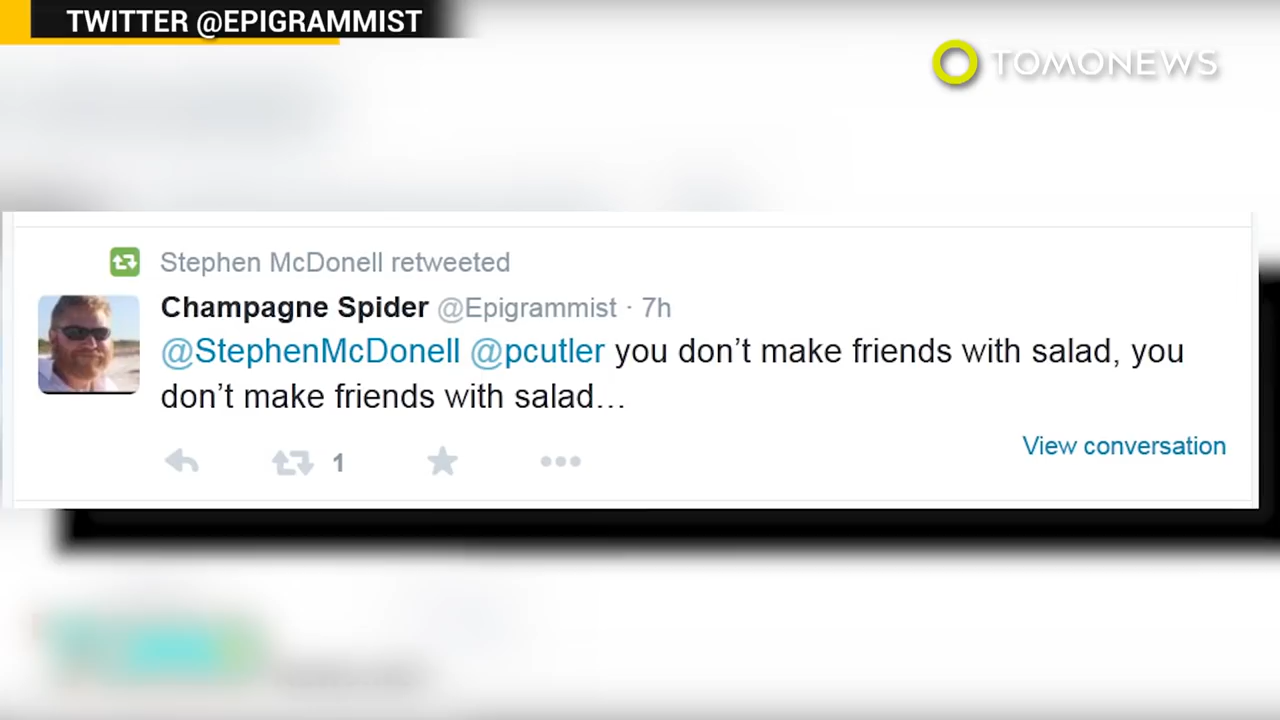 TWITTER @EPIGRAMMIST
TOMONEWS
Stephen McDonell retweeted
Champagne Spider @Epigrammist · 7h
@StephenMcDonell @pcutler you don’t make friends with salad, you
don’t make friends with salad…
1
View conversation